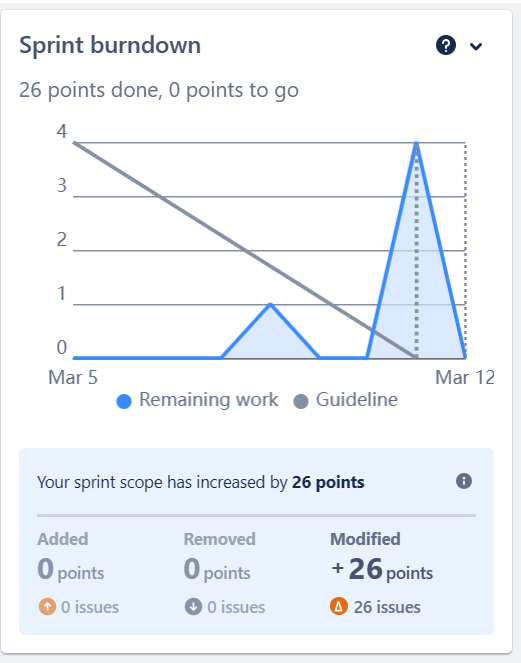 Sprint burndown
26 points done, 0 points to go
4
3
2
1
0
Mar 5 Mar 12
Remaining work Guideline
Your sprint scope has increased by 26 points
Added Removed Modified
0 points 0 points +26 points
0 issues 0 issues 26 issues